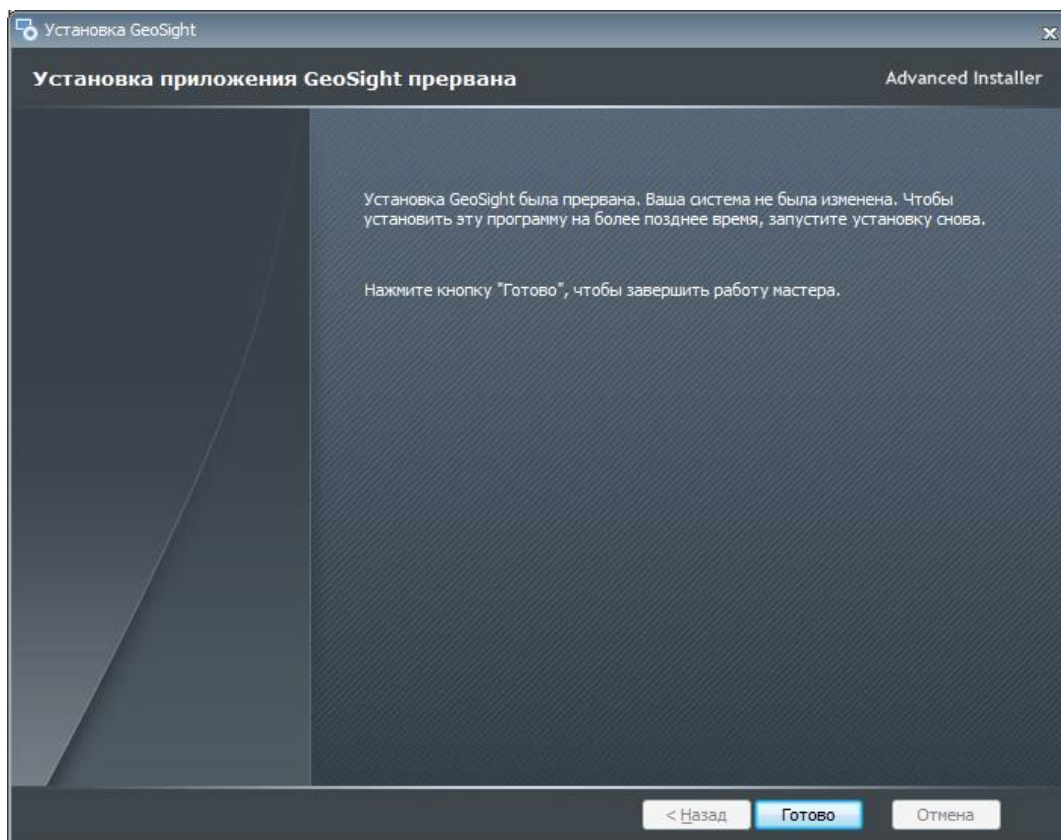 Установка GeoSight
Установка приложения GeoSight прервана
Advanced Installer
Установка GeoSight была прервана. Ваша система не была изменена. Чтобы
установить эту программу на более позднее время, запустите установку снова.
Нажмите кнопку "Готово", чтобы завершить работу мастера.
< Назад
Готово
Отмена